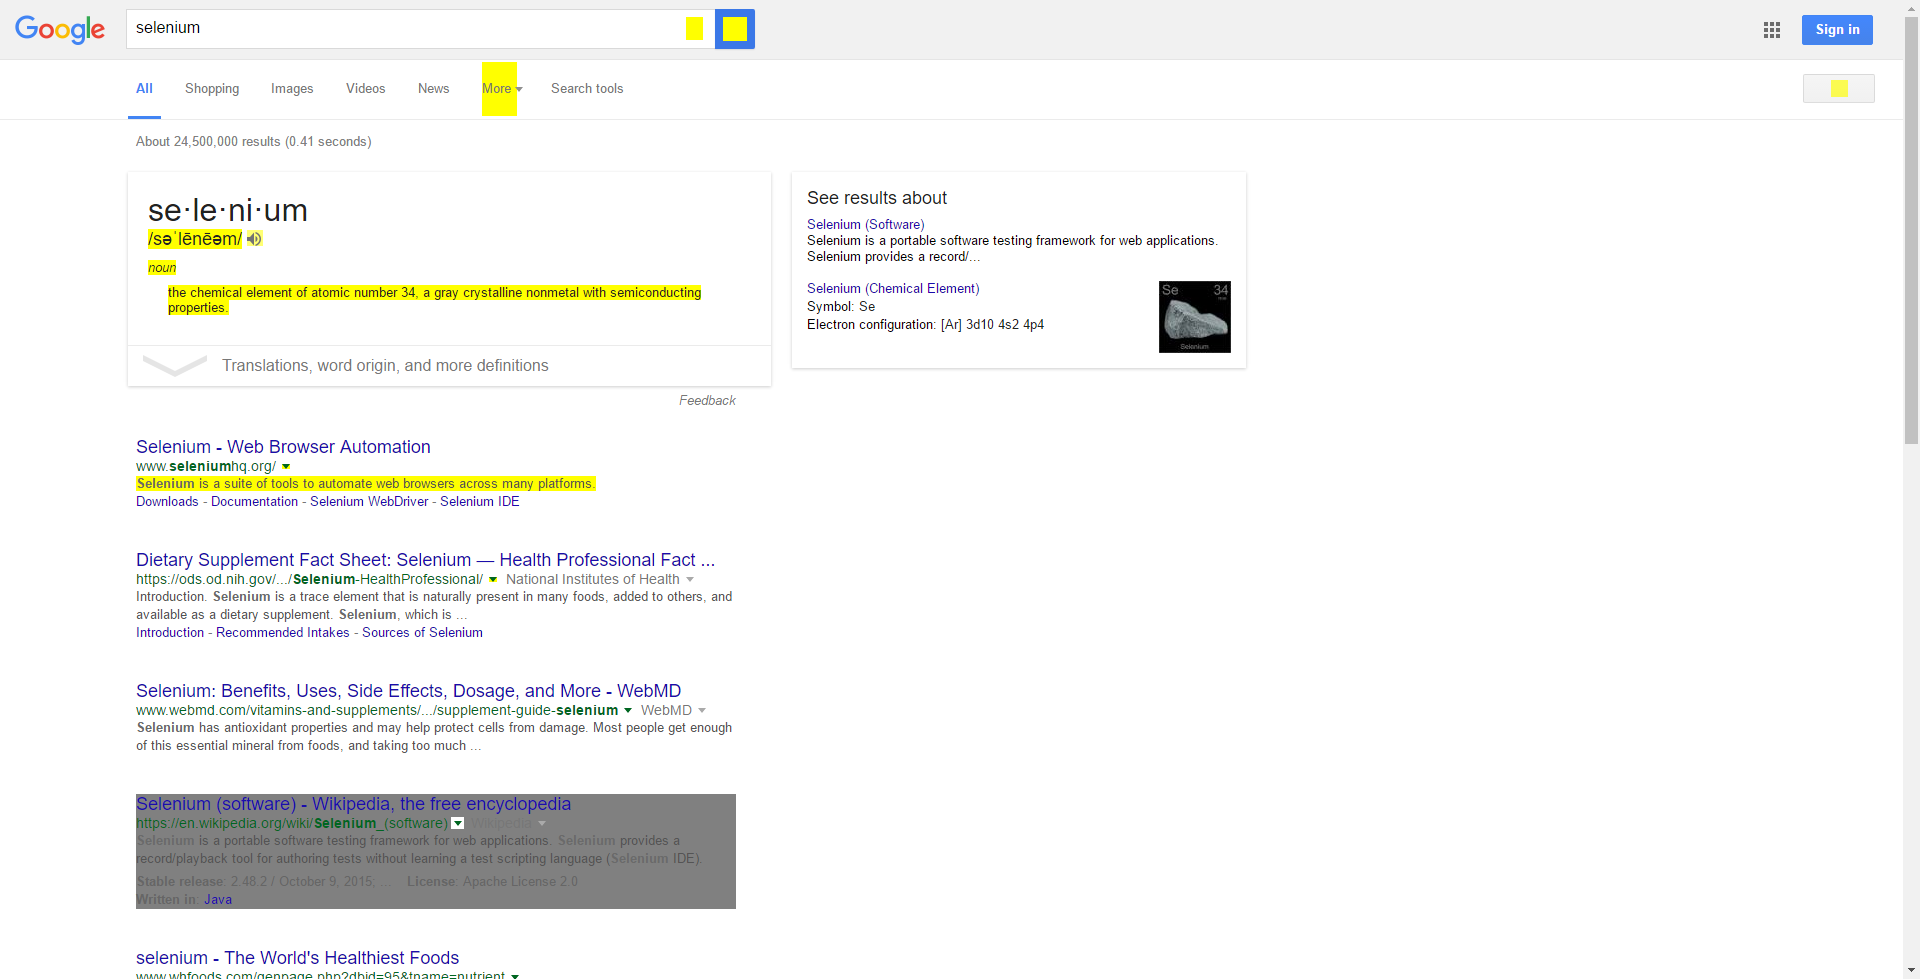 Google
selenium
Sign in
All Shopping Images Videos News More Search tools
About 24,500,000 results (0.41 seconds)
se·le·ni·um
/səˈlēnēəm/
noun
the chemical element of atomic number 34, a gray crystalline nonmetal with semiconducting
properties.
Translations, word origin, and more definitions
Feedback
See results about
Selenium (Software)
Selenium is a portable software testing framework for web applications.
Selenium provides a record/...
Selenium (Chemical Element)
Symbol: Se
Electron configuration: [Ar] 3d10 4s2 4p4
Se 34
Selenium
Selenium - Web Browser Automation
www.seleniumhq.org/
Selenium is a suite of tools to automate web browsers across many platforms.
Downloads - Documentation - Selenium WebDriver - Selenium IDE
Dietary Supplement Fact Sheet: Selenium — Health Professional Fact ...
https://ods.od.nih.gov/.../Selenium-HealthProfessional/ National Institutes of Health
Introduction. Selenium is a trace element that is naturally present in many foods, added to others, and
available as a dietary supplement. Selenium, which is ...
Introduction - Recommended Intakes - Sources of Selenium
Selenium: Benefits, Uses, Side Effects, Dosage, and More - WebMD
www.webmd.com/vitamins-and-supplements/.../supplement-guide-selenium WebMD
Selenium has antioxidant properties and may help protect cells from damage. Most people get enough
of this essential mineral from foods, and taking too much ...
Selenium (software) - Wikipedia, the free encyclopedia
https://en.wikipedia.org/wiki/Selenium_(software) Wikipedia
Selenium is a portable software testing framework for web applications. Selenium provides a
record/playback tool for authoring tests without learning a test scripting language (Selenium IDE).
Stable release: 2.48.2 / October 9, 2015; ... License: Apache License 2.0
Written in: Java
selenium - The World's Healthiest Foods
www.whfoods.com/genpage.php?dbid=95&tname=nutrient